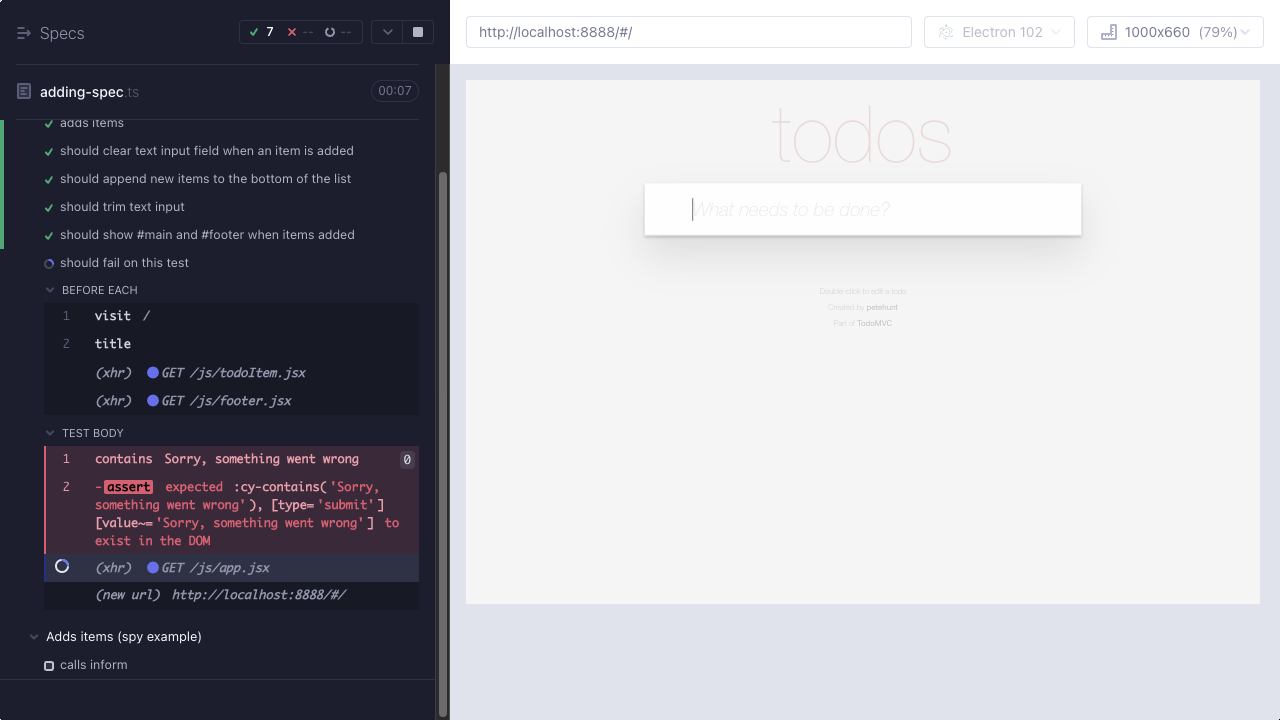 Specs
7 -- --
adding-spec.ts
00:07
adds items
should clear text input field when an item is added
should append new items to the bottom of the list
should trim text input
should show #main and #footer when items added
should fail on this test
BEFORE EACH
1 visit /
2 title
(xhr) GET /js/todoItem.jsx
(xhr) GET /js/footer.jsx
TEST BODY
1 contains Sorry, something went wrong 0
2 -assert expected :cy-contains('Sorry,
something went wrong'), [type='submit']
[value~='Sorry, something went wrong'] to
exist in the DOM
(xhr) GET /js/app.jsx
(new url) http://localhost:8888/#/
Adds items (spy example)
calls inform
http://localhost:8888/#/
Electron 102
1000x660 (79%)
todos
What needs to be done?
Double-click to edit a todo
Created by petehunt
Part of TodoMVC